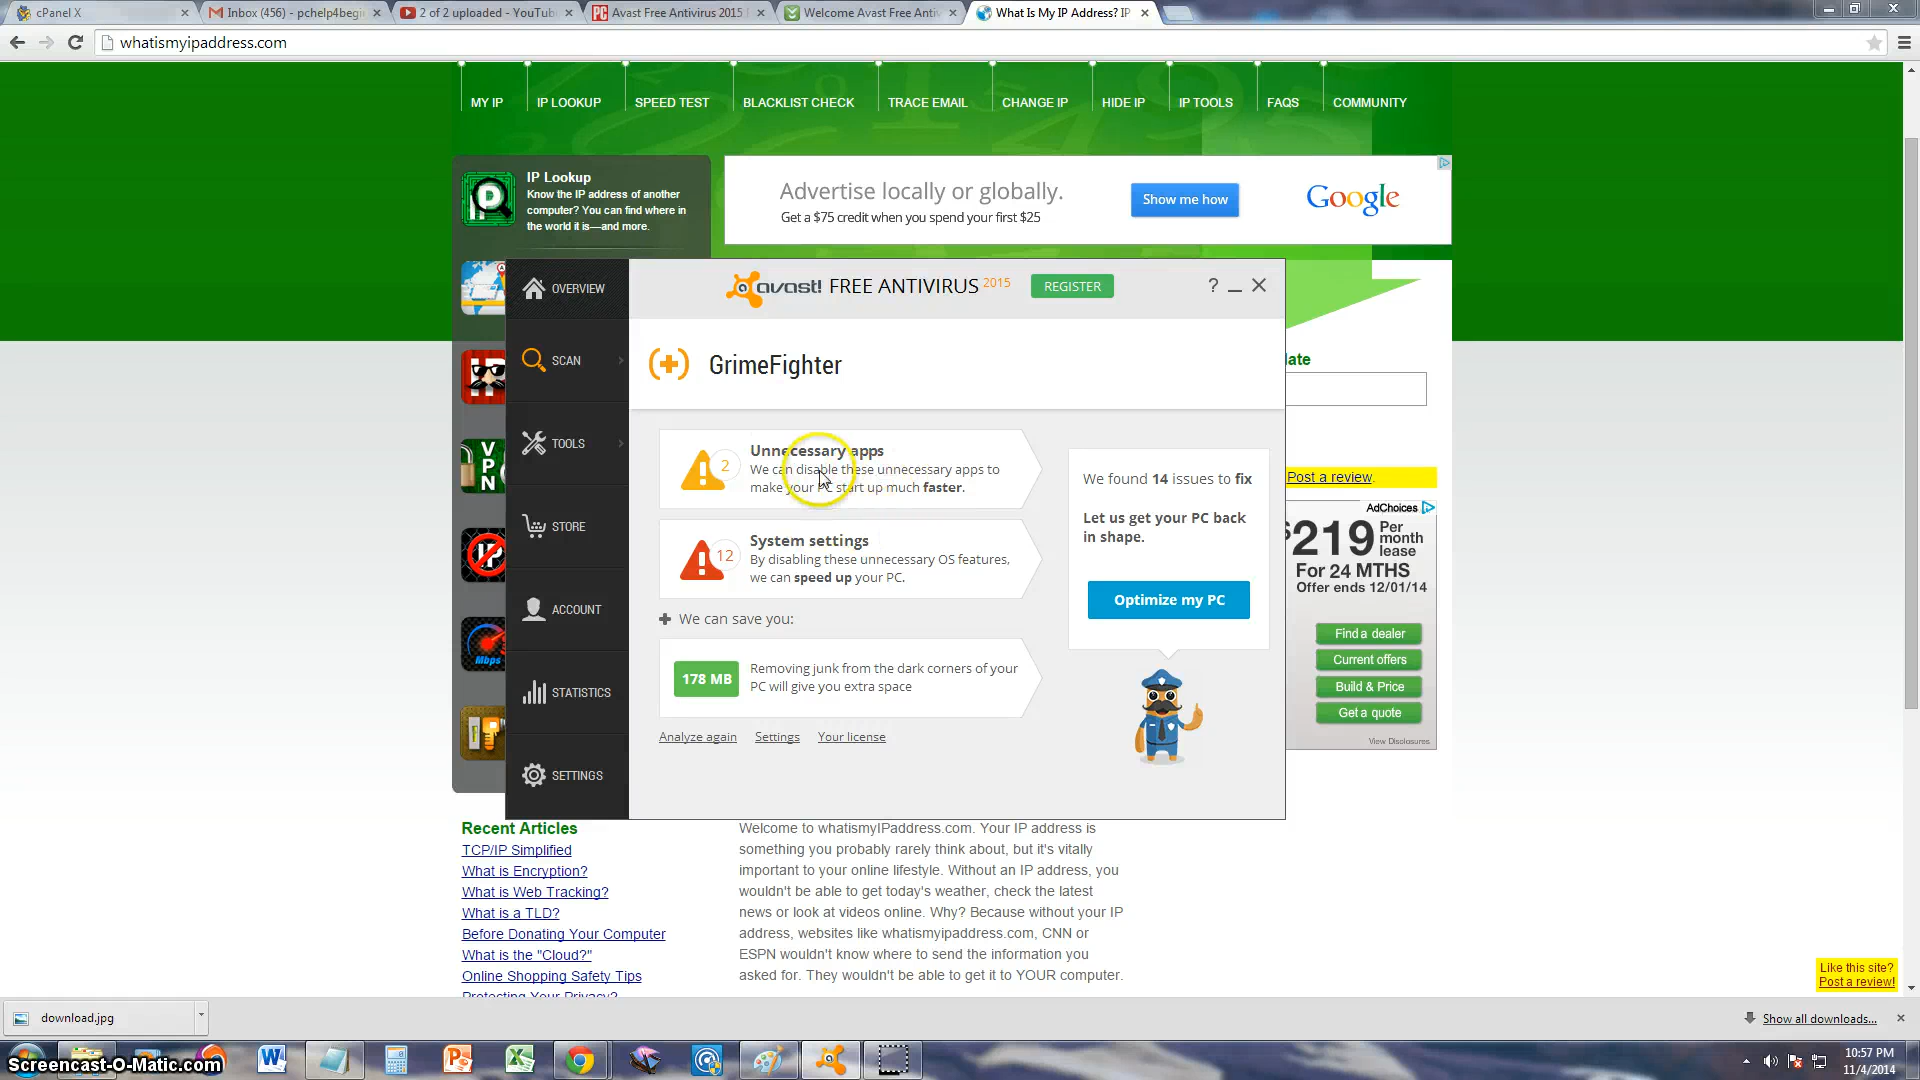 cPanel X
Inbox (456) - pchelp4begi
2 of 2 uploaded - YouTub
Avast Free Antivirus 2015
Welcome Avast Free Anti
What Is My IP Address? IP
whatismyipaddress.com
MY IP
IP LOOKUP
SPEED TEST
BLACKLIST CHECK
TRACE EMAIL
CHANGE IP
HIDE IP
IP TOOLS
FAQS
COMMUNITY
IP Lookup
Know the IP address of another
computer? You can find where in
the world it is—and more.
Advertise locally or globally.
Get a $75 credit when you spend your first $25
Show me how
Google
OVERVIEW
SCAN
TOOLS
STORE
ACCOUNT
STATISTICS
SETTINGS
avast! FREE ANTIVIRUS 2015
REGISTER
?
GrimeFighter
2
Unnecessary apps
We can disable these unnecessary apps to
make your PC start up much faster.
12
System settings
By disabling these unnecessary OS features,
we can speed up your PC.
We can save you:
178 MB
Removing junk from the dark corners of your
PC will give you extra space
Analyze again
Settings
Your license
We found 14 issues to fix
Let us get your PC back
in shape.
Optimize my PC
VPN
IP
Mbps
late
Post a review.
AdChoices
$219 Per month lease
For 24 MTHS
Offer ends 12/01/14
Find a dealer
Current offers
Build & Price
Get a quote
View Disclosures
Recent Articles
TCP/IP Simplified
What is Encryption?
What is Web Tracking?
What is a TLD?
Before Donating Your Computer
What is the "Cloud?"
Online Shopping Safety Tips
Protecting Your Privacy?
Welcome to whatismyIPaddress.com. Your IP address is
something you probably rarely think about, but it's vitally
important to your online lifestyle. Without an IP address, you
wouldn't be able to get today's weather, check the latest
news or look at videos online. Why? Because without your IP
address, websites like whatismyipaddress.com, CNN or
ESPN wouldn't know where to send the information you
asked for. They wouldn't be able to get it to YOUR computer.
Like this site?
Post a review!
download.jpg
Show all downloads...
Screencast-O-Matic.com
10:57 PM
11/4/2014